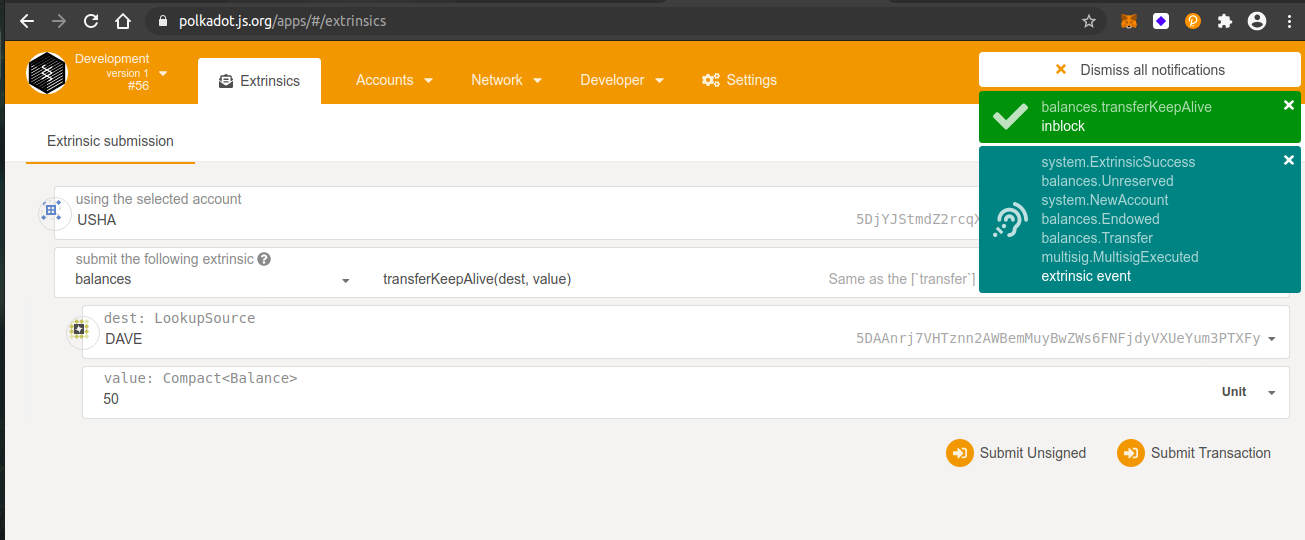 polkadot.js.org/apps/#/extrinsics
Development
version 1
#56
Extrinsics
Accounts
Network
Developer
Settings
Dismiss all notifications
balances.transferKeepAlive
inblock
Extrinsic submission
system.ExtrinsicSuccess
balances.Unreserved
system.NewAccount
balances.Endowed
balances.Transfer
multisig.MultisigExecuted
extrinsic event
using the selected account
USHA
5DjYJStmdZ2rcqX
submit the following extrinsic
balances
transferKeepAlive(dest, value)
Same as the [`transfer`]
dest: LookupSource
DAVE
5DAAnrj7VHTznn2AWBemMuyBwZWs6FNFjdyVXUeYum3PTXFy
value: Compact<Balance>
50
Unit
Submit Unsigned
Submit Transaction